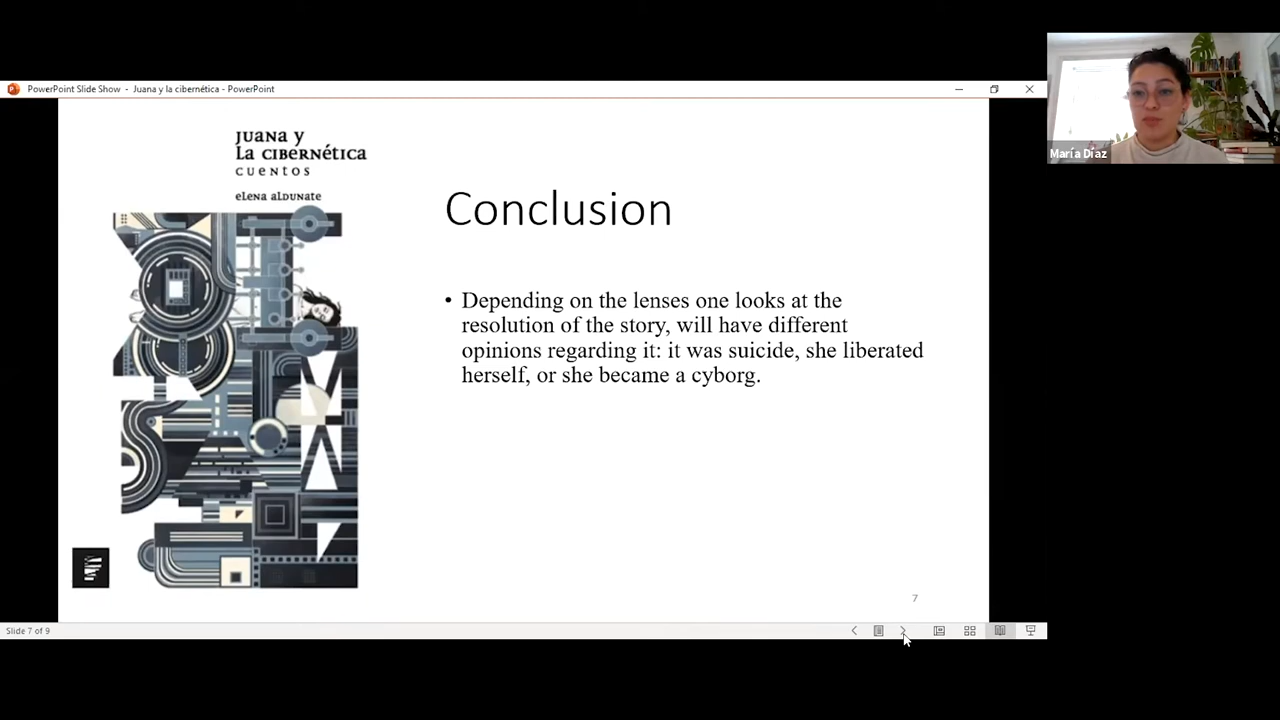 PowerPoint Slide Show - Juana y la cibernética - PowerPoint
María Díaz
Juana y
La cibernética
cuentos
elena aldunate
Conclusion
• Depending on the lenses one looks at the
resolution of the story, will have different
opinions regarding it: it was suicide, she liberated
herself, or she became a cyborg.
7
Slide 7 of 9